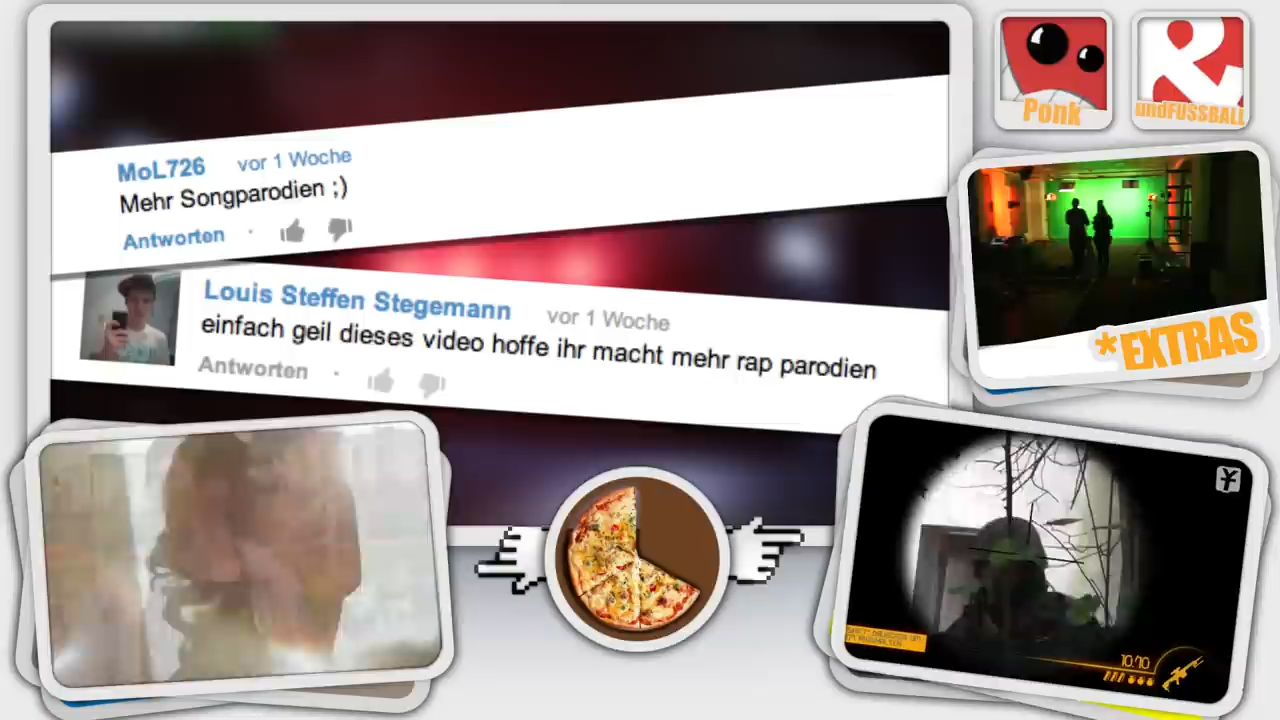 MoL726 vor 1 Woche
Mehr Songparodien ;)
Antworten
Louis Steffen Stegemann vor 1 Woche
einfach geil dieses video hoffe ihr macht mehr rap parodien
Antworten
Ponk
undFUSSBALL
*EXTRAS
10/10